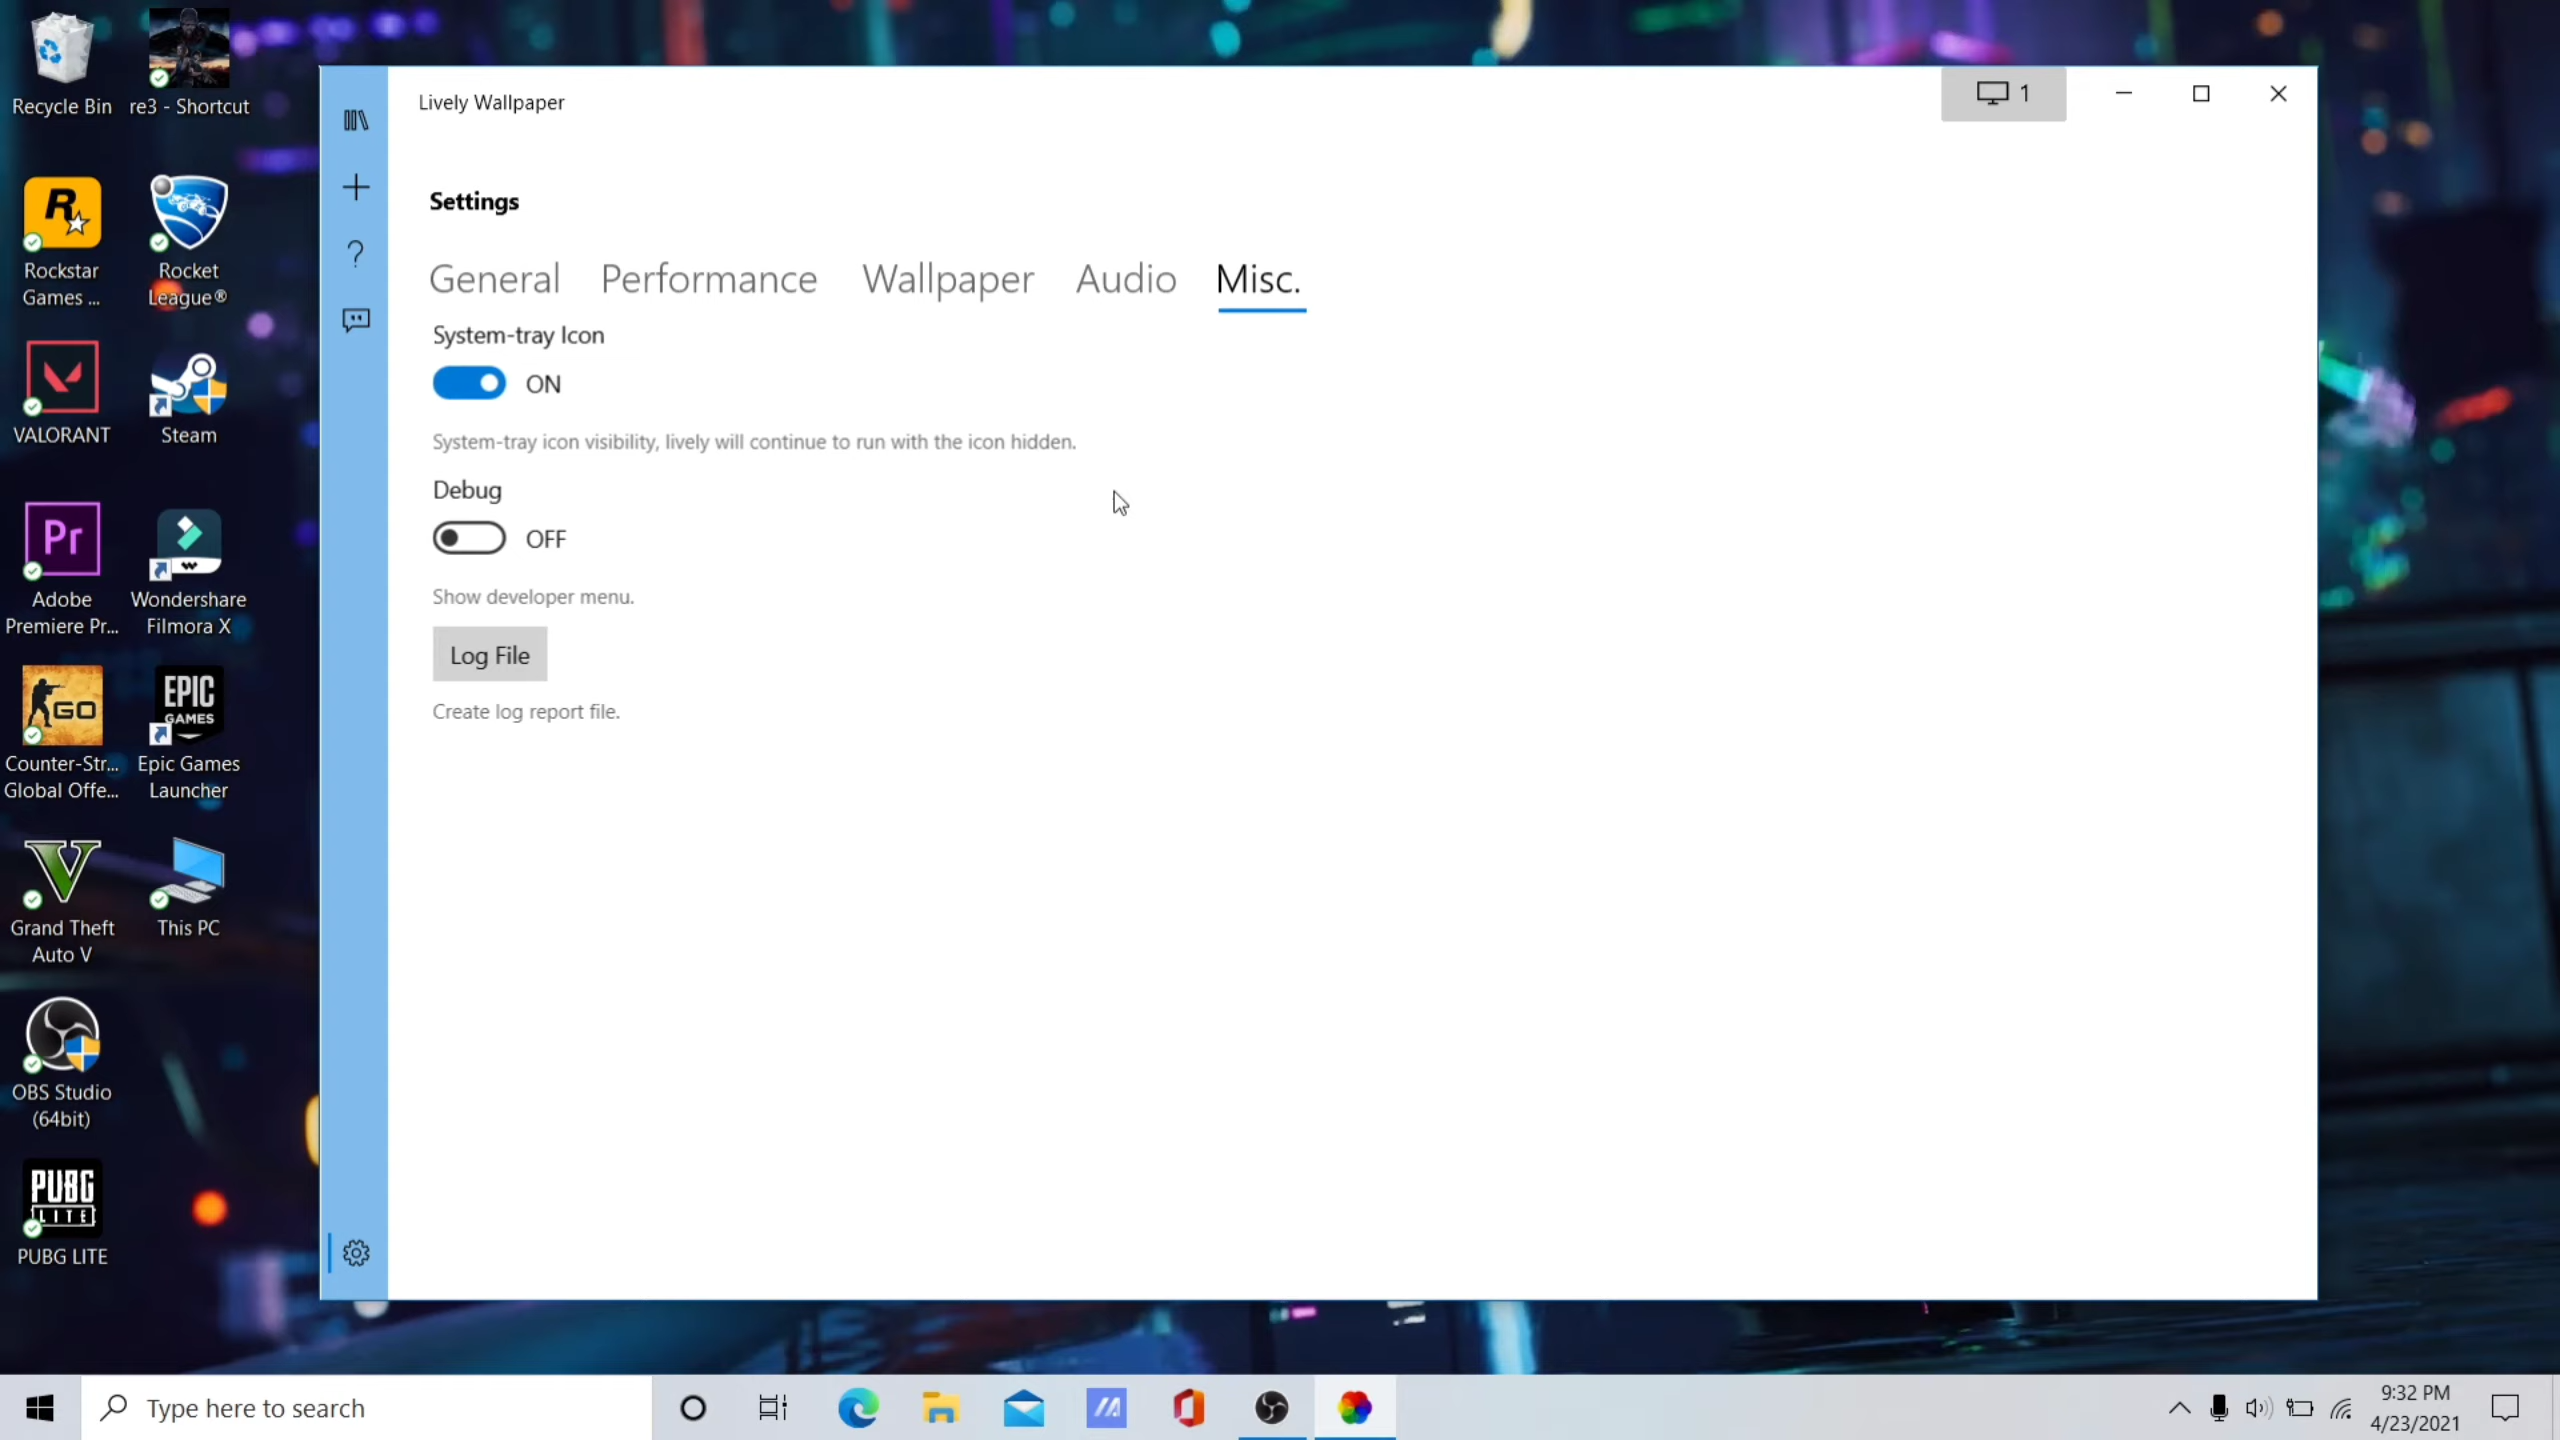 Recycle Bin
re3 - Shortcut
Rockstar
Games ...
Rocket
League®
VALORANT
Steam
Pr
Adobe
Premiere Pr...
Wondershare
Filmora X
GO
Counter-Str...
Global Offe...
EPIC
GAMES
Epic Games
Launcher
Grand Theft
Auto V
This PC
OBS Studio
(64bit)
PUBG
LITE
PUBG LITE
Lively Wallpaper
1
Settings
General
Performance
Wallpaper
Audio
Misc.
System-tray Icon
ON
System-tray icon visibility, lively will continue to run with the icon hidden.
Debug
OFF
Show developer menu.
Log File
Create log report file.
Type here to search
9:32 PM
4/23/2021